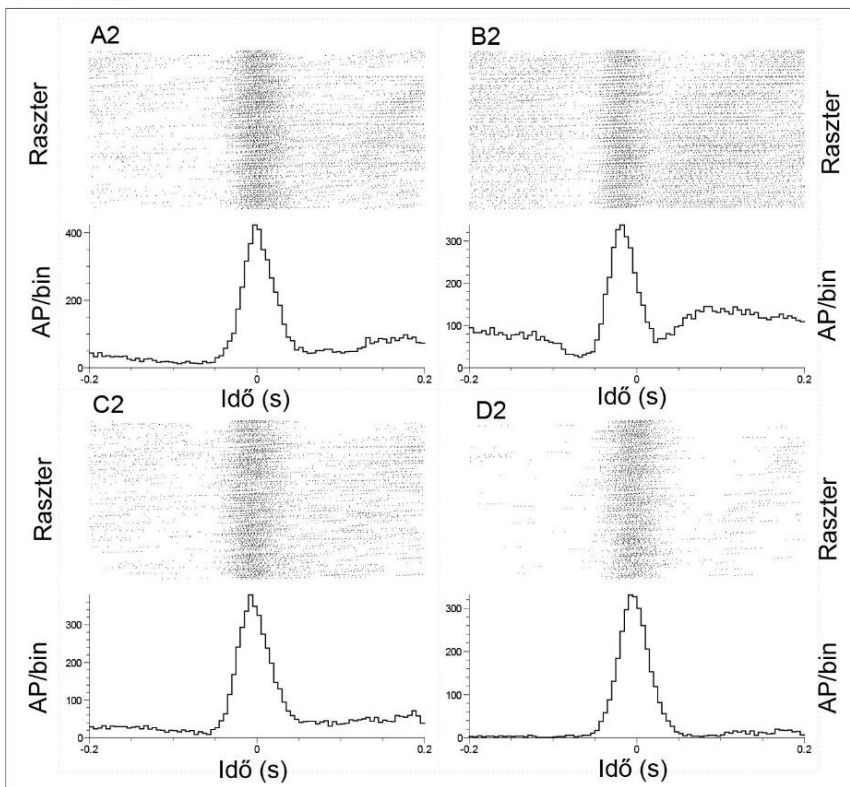 A2
B2
Raszter
Raszter
400
200
0
AP/bin
-0.2
0
0.2
Idő (s)
300
200
100
0
AP/bin
-0.2
0
0.2
Idő (s)
C2
D2
Raszter
Raszter
300
200
100
0
AP/bin
-0.2
0
0.2
Idő (s)
300
200
100
0
AP/bin
-0.2
0
0.2
Idő (s)